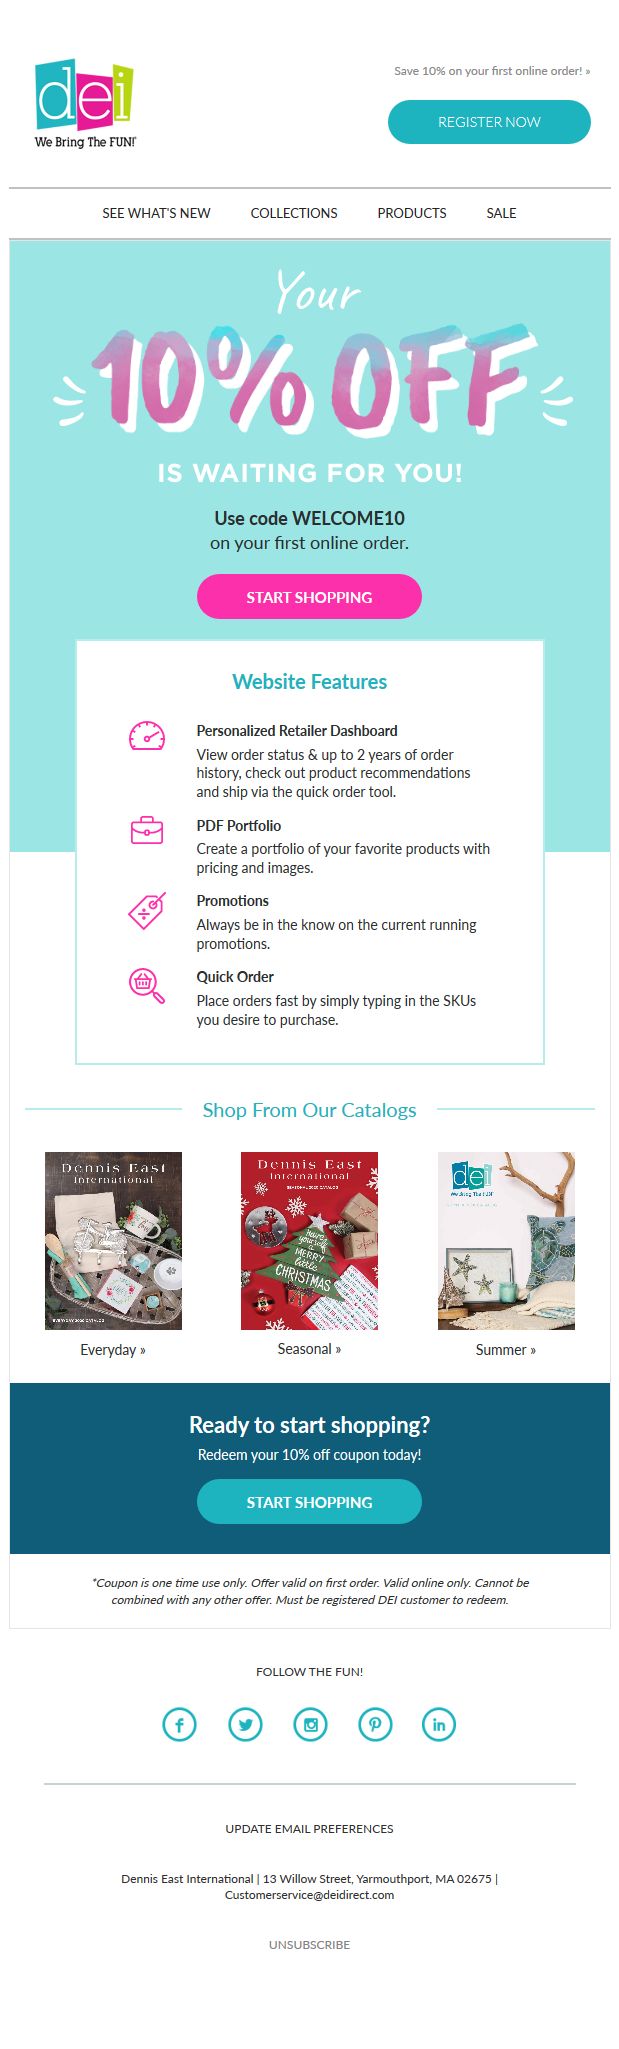 dei
We Bring The FUN!
Save 10% on your first online order! »
REGISTER NOW
SEE WHAT'S NEW
COLLECTIONS
PRODUCTS
SALE
Your
10% OFF
IS WAITING FOR YOU!
Use code WELCOME10
on your first online order.
START SHOPPING
Website Features
Personalized Retailer Dashboard
View order status & up to 2 years of order
history, check out product recommendations
and ship via the quick order tool.
PDF Portfolio
Create a portfolio of your favorite products with
pricing and images.
Promotions
Always be in the know on the current running
promotions.
Quick Order
Place orders fast by simply typing in the SKUs
you desire to purchase.
Shop From Our Catalogs
Dennis East
International
EVERYDAY 2020 CATALOG
Everyday »
Dennis East
International
SEASONAL 2020 CATALOG
Have
yourself
a
MERRY
little
CHRISTMAS
Seasonal »
dei
We Bring The FUN!
Summer »
Ready to start shopping?
Redeem your 10% off coupon today!
START SHOPPING
*Coupon is one time use only. Offer valid on first order. Valid online only. Cannot be
combined with any other offer. Must be registered DEI customer to redeem.
FOLLOW THE FUN!
UPDATE EMAIL PREFERENCES
Dennis East International | 13 Willow Street, Yarmouthport, MA 02675 |
Customerservice@deidirect.com
UNSUBSCRIBE